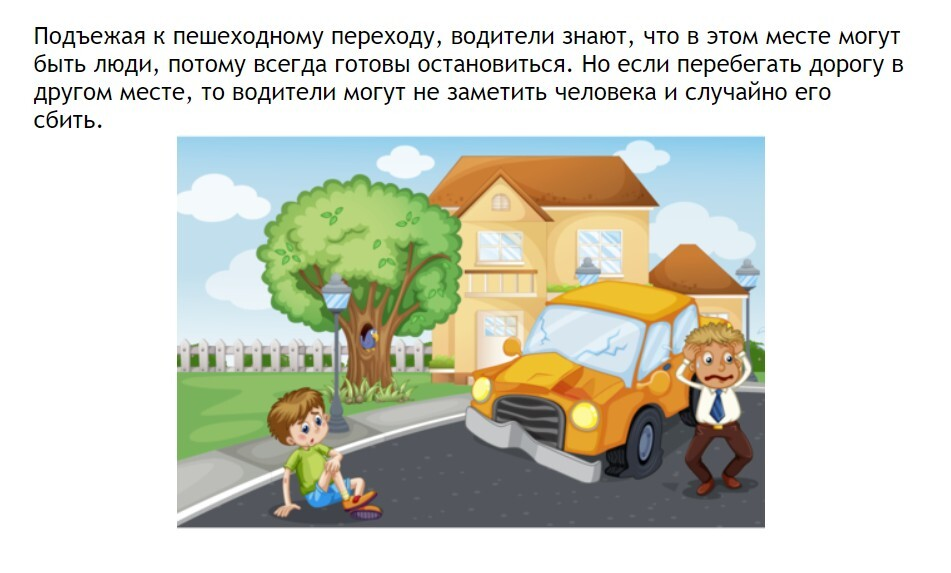 Подъежая к пешеходному переходу, водители знают, что в этом месте могут
быть люди, потому всегда готовы остановиться. Но если перебегать дорогу в
другом месте, то водители могут не заметить человека и случайно его
сбить.